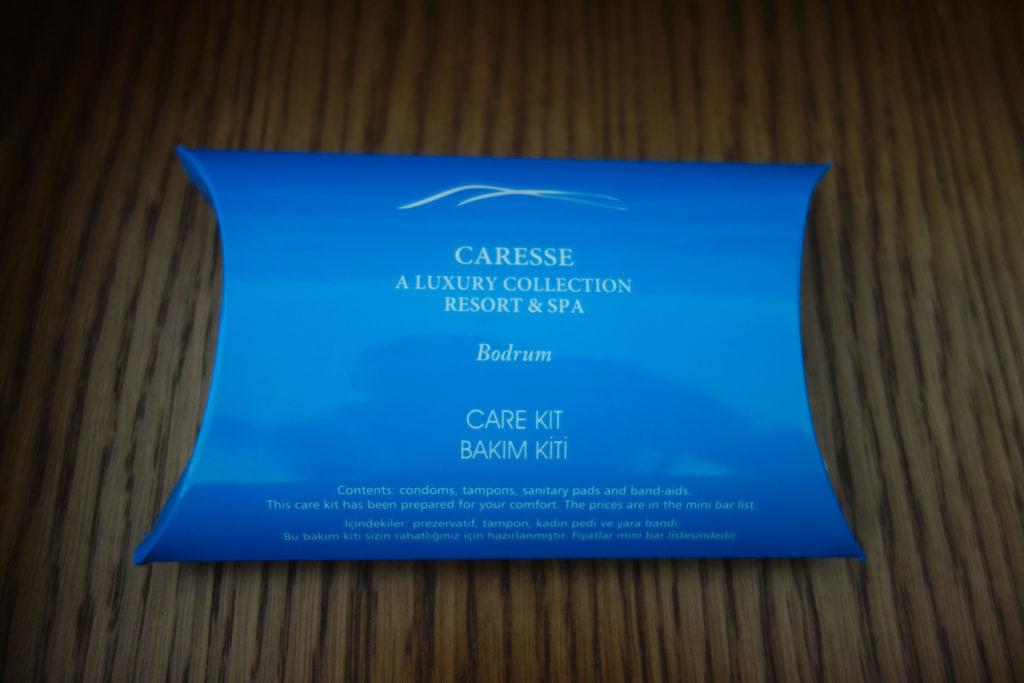 CARESSE
A LUXURY COLLECTION
RESORT & SPA
Bodrum
CARE KIT
BAKIM KİTİ
Contents: condoms, tampons, sanitary pads and band-aids.
This care kit has been prepared for your comfort. The prices are in the mini bar list.
İçindekiler: prezervatif, tampon, kadın pedi ve yara bandı.
Bu bakım kiti sizin rahatlığınız için hazırlanmıştır. Fiyatlar mini bar listesindedir.